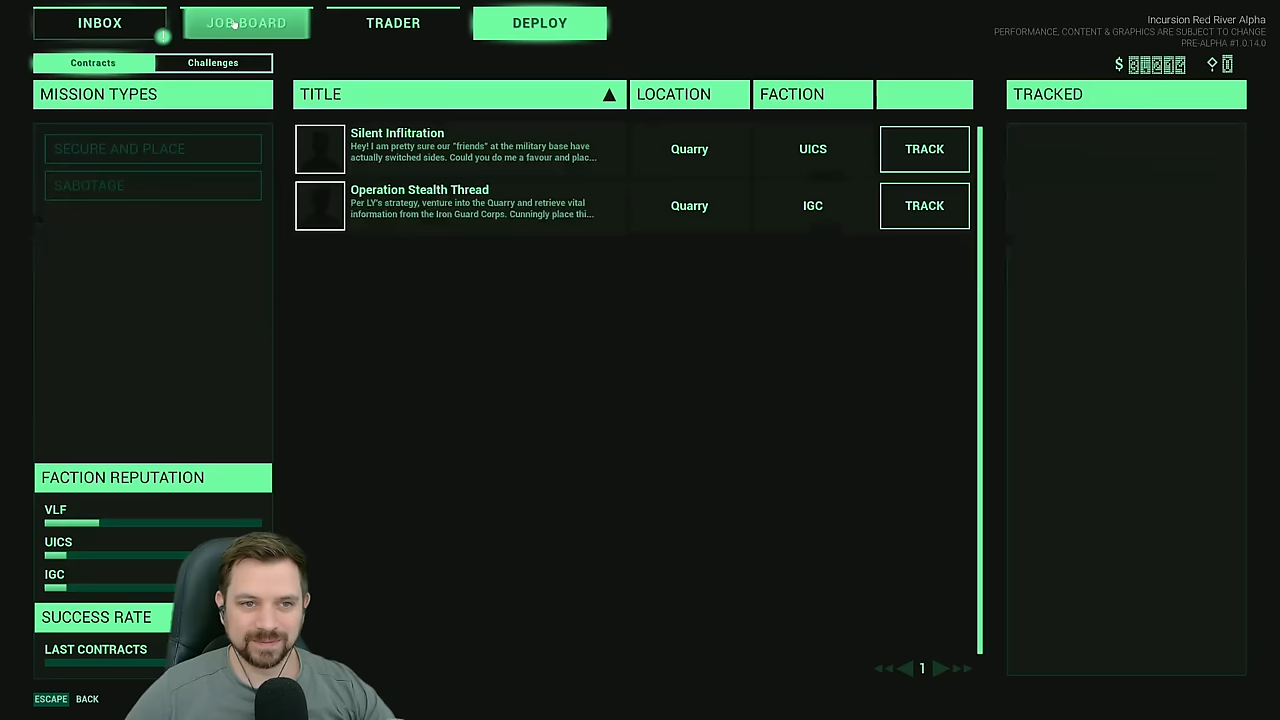 INBOX
JOB BOARD
TRADER
DEPLOY
Incursion Red River Alpha
PERFORMANCE, CONTENT & GRAPHICS ARE SUBJECT TO CHANGE
PRE-ALPHA #1.0.14.0
Contracts
Challenges
$
MISSION TYPES
TITLE
LOCATION
FACTION
TRACKED
SECURE AND PLACE
SABOTAGE
Silent Inflitration
Hey! I am pretty sure our "friends" at the military base have
actually switched sides. Could you do me a favour and plac...
Quarry
UICS
TRACK
Operation Stealth Thread
Per LY's strategy, venture into the Quarry and retrieve vital
information from the Iron Guard Corps. Cunningly place thi...
Quarry
IGC
TRACK
FACTION REPUTATION
VLF
UICS
IGC
SUCCESS RATE
LAST CONTRACTS
1
ESCAPE
BACK